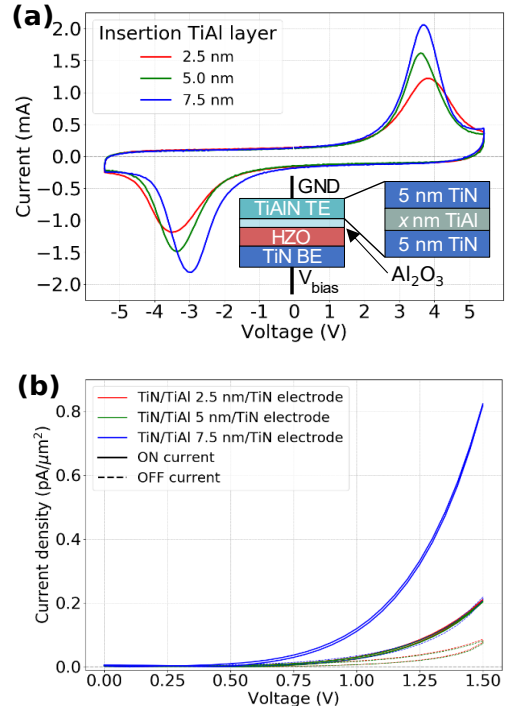 (a)
Insertion TiAl layer
2.5 nm
5.0 nm
7.5 nm
2.0
1.5
1.0
0.5
0.0
−0.5
−1.0
−1.5
−2.0
Current (mA)
GND
TiAlN TE
HZO
TiN BE
V_bias
Al₂O₃
5 nm TiN
x nm TiAl
5 nm TiN
−5 −4 −3 −2 −1 0 1 2 3 4 5
Voltage (V)
(b)
TiN/TiAl 2.5 nm/TiN electrode
TiN/TiAl 5 nm/TiN electrode
TiN/TiAl 7.5 nm/TiN electrode
ON current
OFF current
0.8
0.6
0.4
0.2
0.0
Current density (pA/μm²)
0.00 0.25 0.50 0.75 1.00 1.25 1.50
Voltage (V)